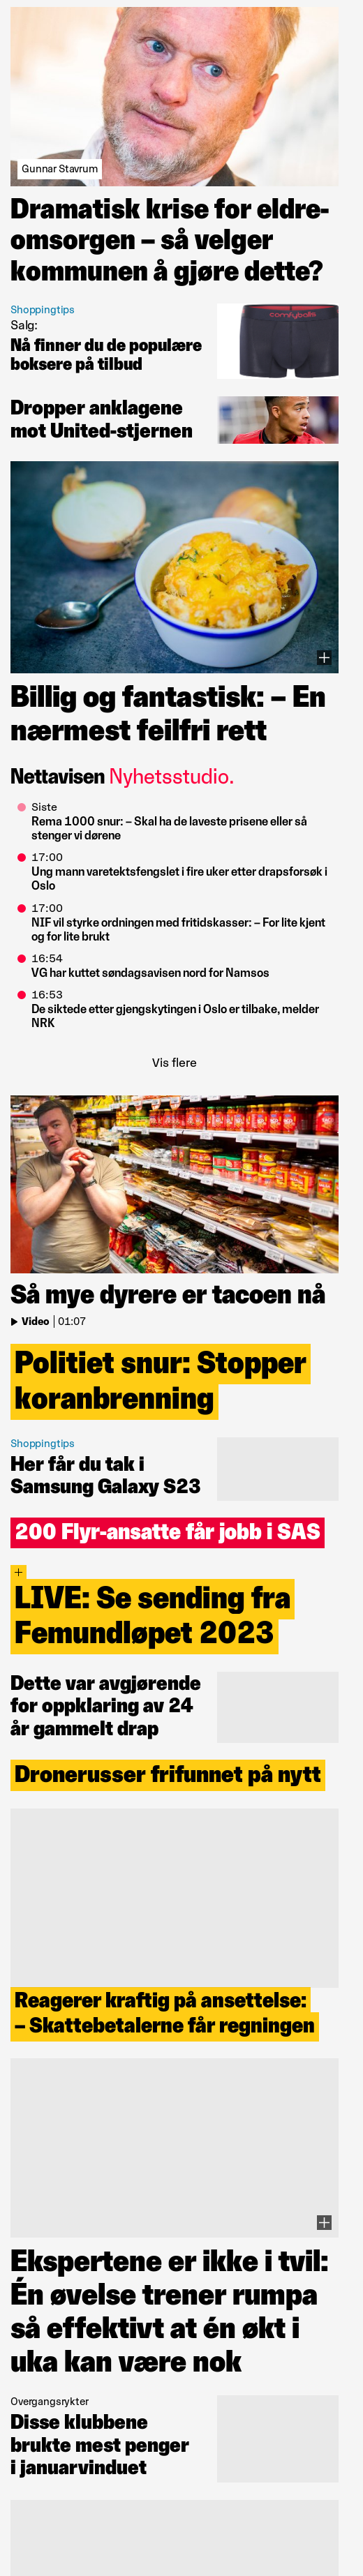 Gunnar Stavrum
Dramatisk krise for eldre-
omsorgen – så velger
kommunen å gjøre dette?
Shoppingtips
Salg:
Nå finner du de populære
boksere på tilbud
comfyballs
Dropper anklagene
mot United-stjernen
Billig og fantastisk: – En
nærmest feilfri rett
Nettavisen Nyhetsstudio.
Siste
Rema 1000 snur: – Skal ha de laveste prisene eller så
stenger vi dørene
17:00
Ung mann varetektsfengslet i fire uker etter drapsforsøk i
Oslo
17:00
NIF vil styrke ordningen med fritidskasser: – For lite kjent
og for lite brukt
16:54
VG har kuttet søndagsavisen nord for Namsos
16:53
De siktede etter gjengskytingen i Oslo er tilbake, melder
NRK
Vis flere
Så mye dyrere er tacoen nå
Video | 01:07
Politiet snur: Stopper
koranbrenning
Shoppingtips
Her får du tak i
Samsung Galaxy S23
200 Flyr-ansatte får jobb i SAS
LIVE: Se sending fra
Femundløpet 2023
Dette var avgjørende
for oppklaring av 24
år gammelt drap
Dronerusser frifunnet på nytt
Reagerer kraftig på ansettelse:
– Skattebetalerne får regningen
Ekspertene er ikke i tvil:
Én øvelse trener rumpa
så effektivt at én økt i
uka kan være nok
Overgangsrykter
Disse klubbene
brukte mest penger
i januarvinduet